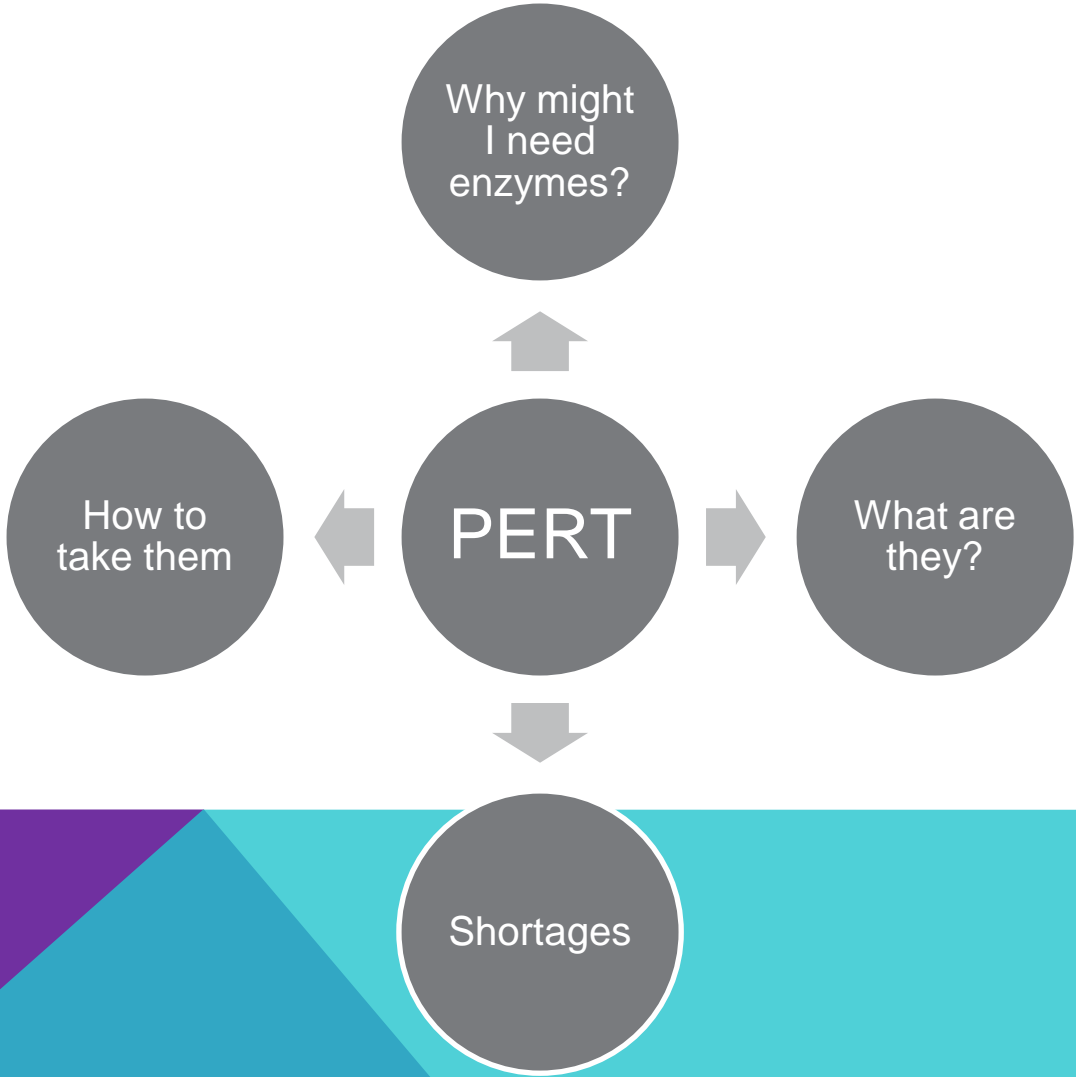 Why might
I need
enzymes?
How to
take them
PERT
What are
they?
Shortages